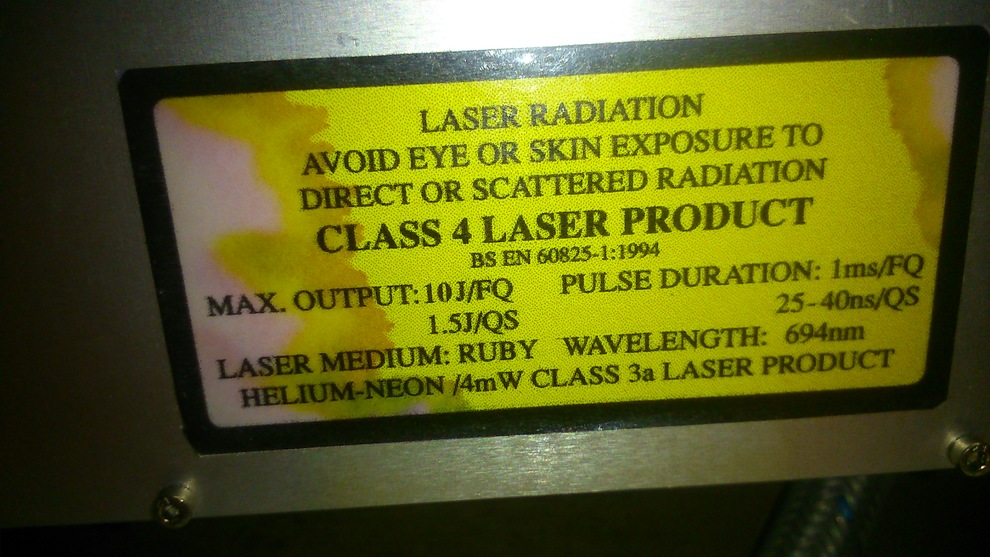 LASER RADIATION
AVOID EYE OR SKIN EXPOSURE TO
DIRECT OR SCATTERED RADIATION
CLASS 4 LASER PRODUCT
BS EN 60825-1:1994
MAX. OUTPUT: 10J/FQ PULSE DURATION: 1ms/FQ
1.5J/QS 25-40ns/QS
LASER MEDIUM: RUBY WAVELENGTH: 694nm
HELIUM-NEON /4mW CLASS 3a LASER PRODUCT